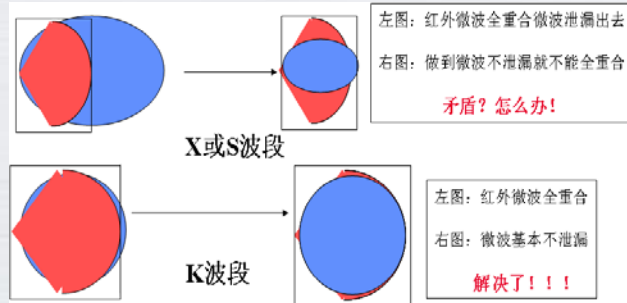 左图：红外微波全重合微波泄漏出去
右图：做到微波不泄漏就不能全重合
矛盾？怎么办！
X或S波段
左图：红外微波全重合
右图：微波基本不泄漏
解决了！！！
K波段